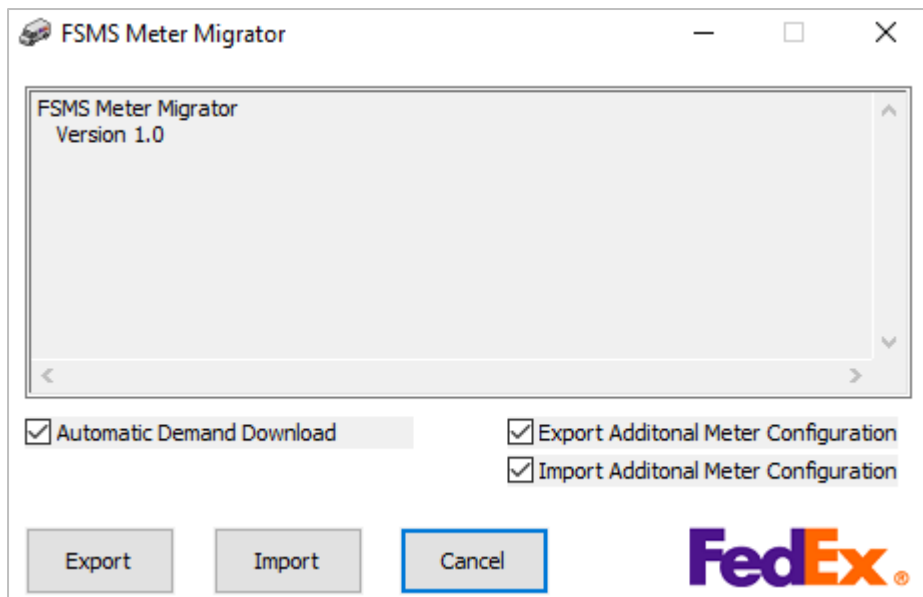 FSMS Meter Migrator
FSMS Meter Migrator
Version 1.0
Automatic Demand Download
Export Additonal Meter Configuration
Import Additonal Meter Configuration
Export
Import
Cancel
FedEx®